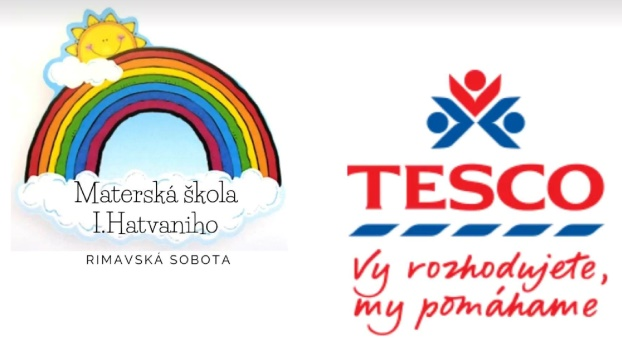 Materská škola
I.Hatvaniho
RIMAVSKÁ SOBOTA
TESCO
Vy rozhodujete,
my pomáhame